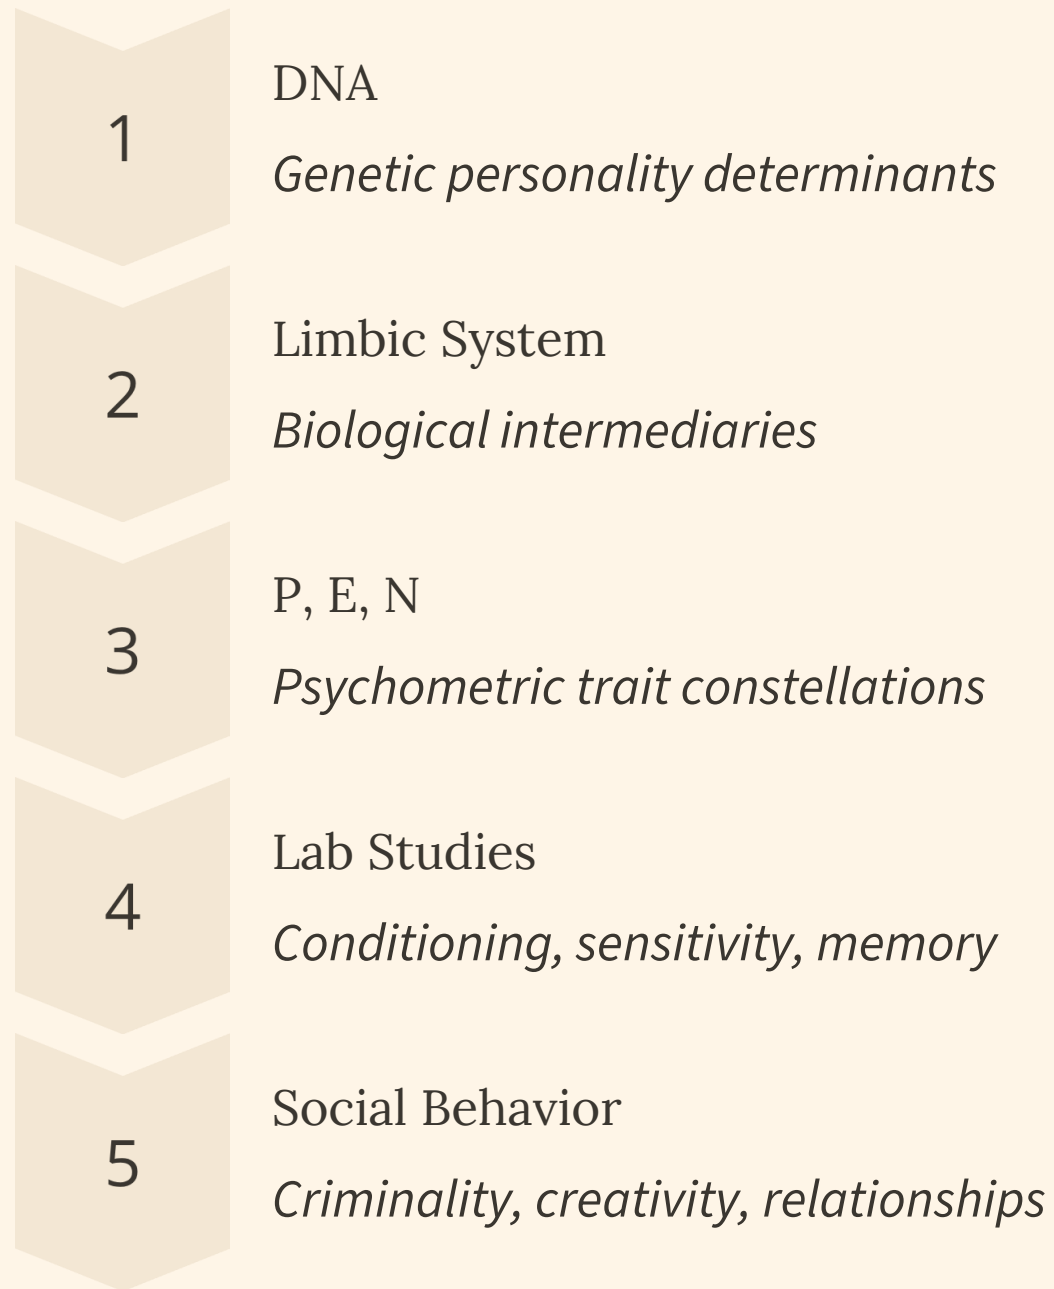 1
DNA
Genetic personality determinants
2
Limbic System
Biological intermediaries
3
P, E, N
Psychometric trait constellations
4
Lab Studies
Conditioning, sensitivity, memory
5
Social Behavior
Criminality, creativity, relationships